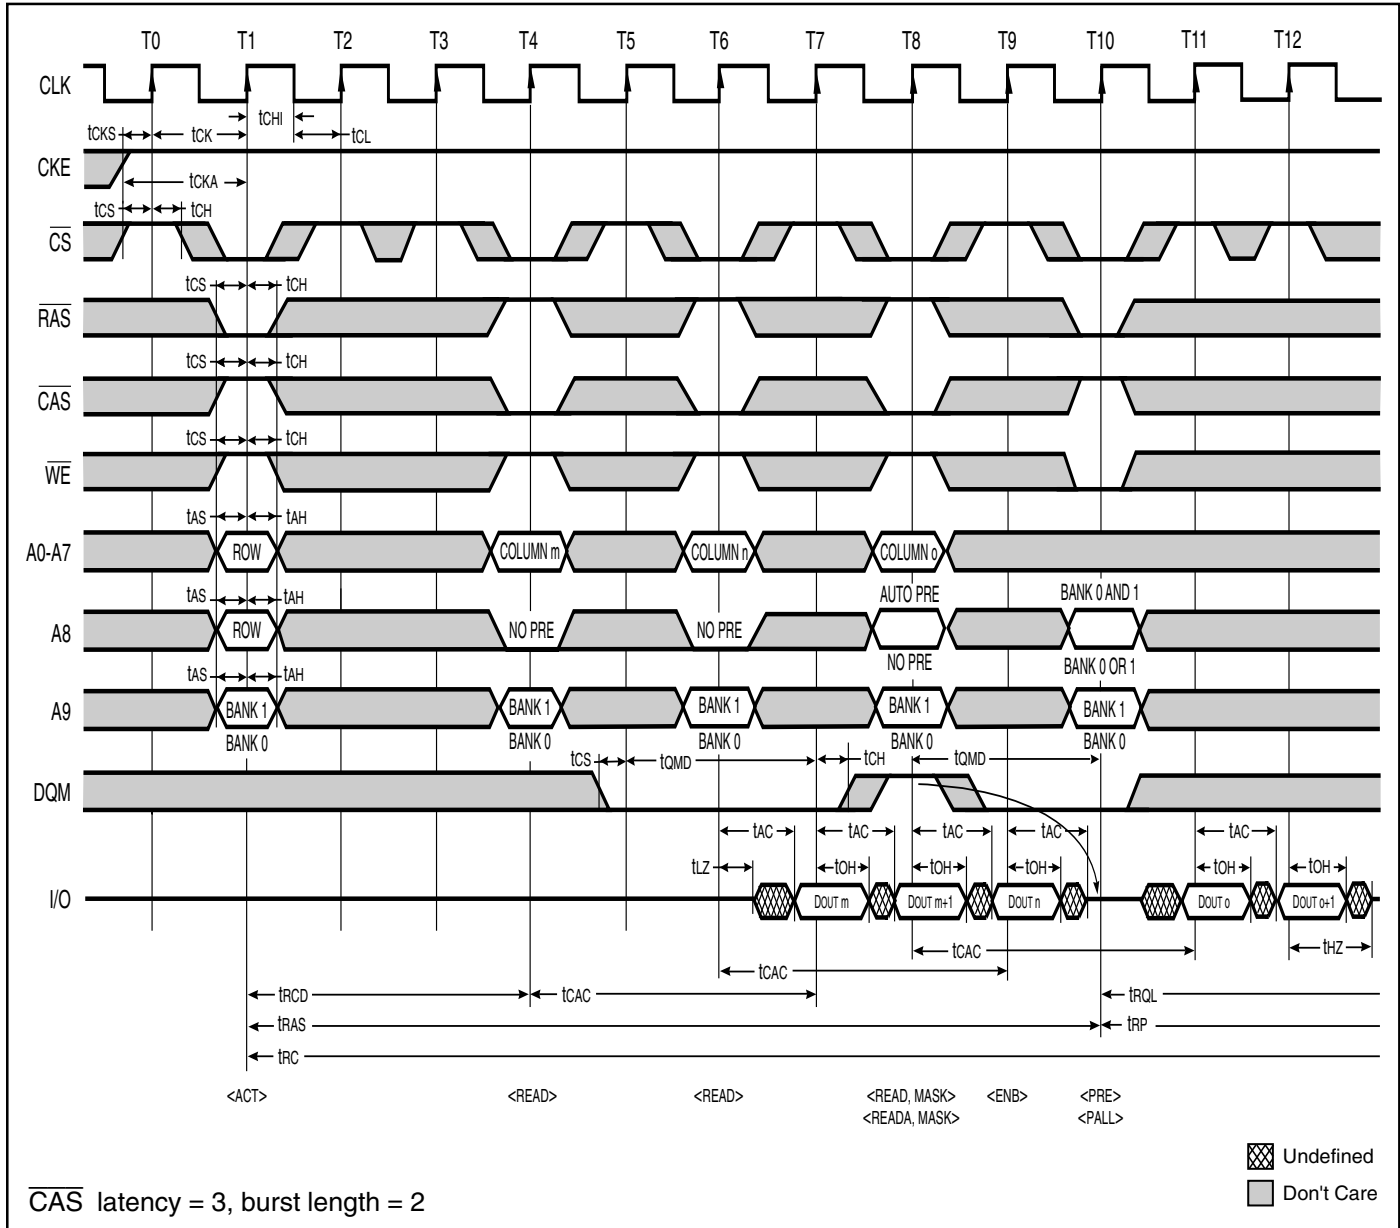 T0 T1 T2 T3 T4 T5 T6 T7 T8 T9 T10 T11 T12
CLK
tCHI
tCKS tCK tCL
CKE
tCKA
tCS tCH
CS
tCS tCH
RAS
tCS tCH
CAS
tCS tCH
WE
tAS tAH
A0-A7 ROW COLUMN m COLUMN n COLUMN o
tAS tAH AUTO PRE BANK 0 AND 1
A8 ROW NO PRE NO PRE
NO PRE BANK 0 OR 1
tAS tAH
A9 BANK 1 BANK 1 BANK 1 BANK 1 BANK 1
BANK 0 BANK 0 BANK 0 BANK 0 BANK 0
tCS tQMD tCH tQMD
DQM
tAC tAC tAC tAC tAC
tLZ tOH tOH tOH tOH tOH
I/O DOUT m DOUT m+1 DOUT n DOUT o DOUT o+1
tCAC tHZ
tCAC
tRCD tCAC tRQL
tRAS tRP
tRC
<ACT> <READ> <READ> <READ, MASK> <ENB> <PRE>
<READA, MASK> <PALL>
Undefined
Don't Care
CAS latency = 3, burst length = 2